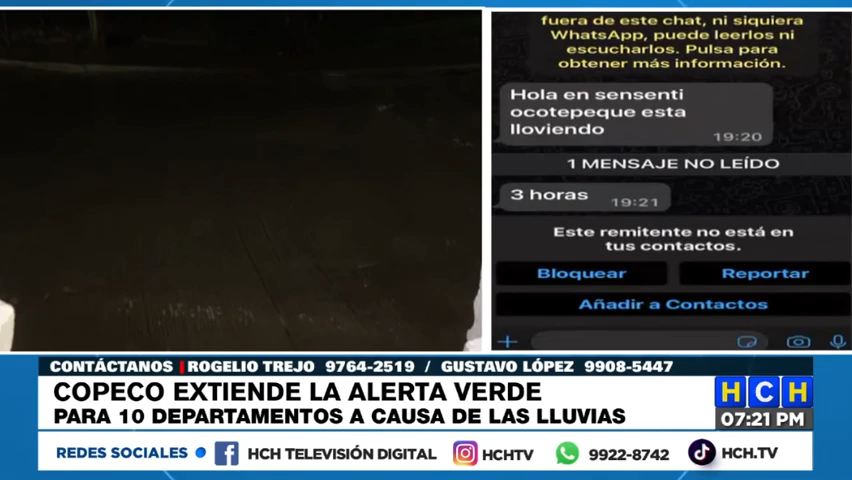 fuera de este chat, ni siquiera
WhatsApp, puede leerlos ni
escucharlos. Pulsa para
obtener más información.
Hola en sensenti
ocotepeque esta
lloviendo
19:20
1 MENSAJE NO LEÍDO
3 horas
19:21
Este remitente no está en
tus contactos.
Bloquear
Reportar
Añadir a Contactos
CONTÁCTANOS | ROGELIO TREJO 9764-2519 / GUSTAVO LÓPEZ 9908-5447
COPECO EXTIENDE LA ALERTA VERDE
PARA 10 DEPARTAMENTOS A CAUSA DE LAS LLUVIAS
HCH
07:21 PM
REDES SOCIALES
HCH TELEVISIÓN DIGITAL
HCHTV
9922-8742
HCH.TV